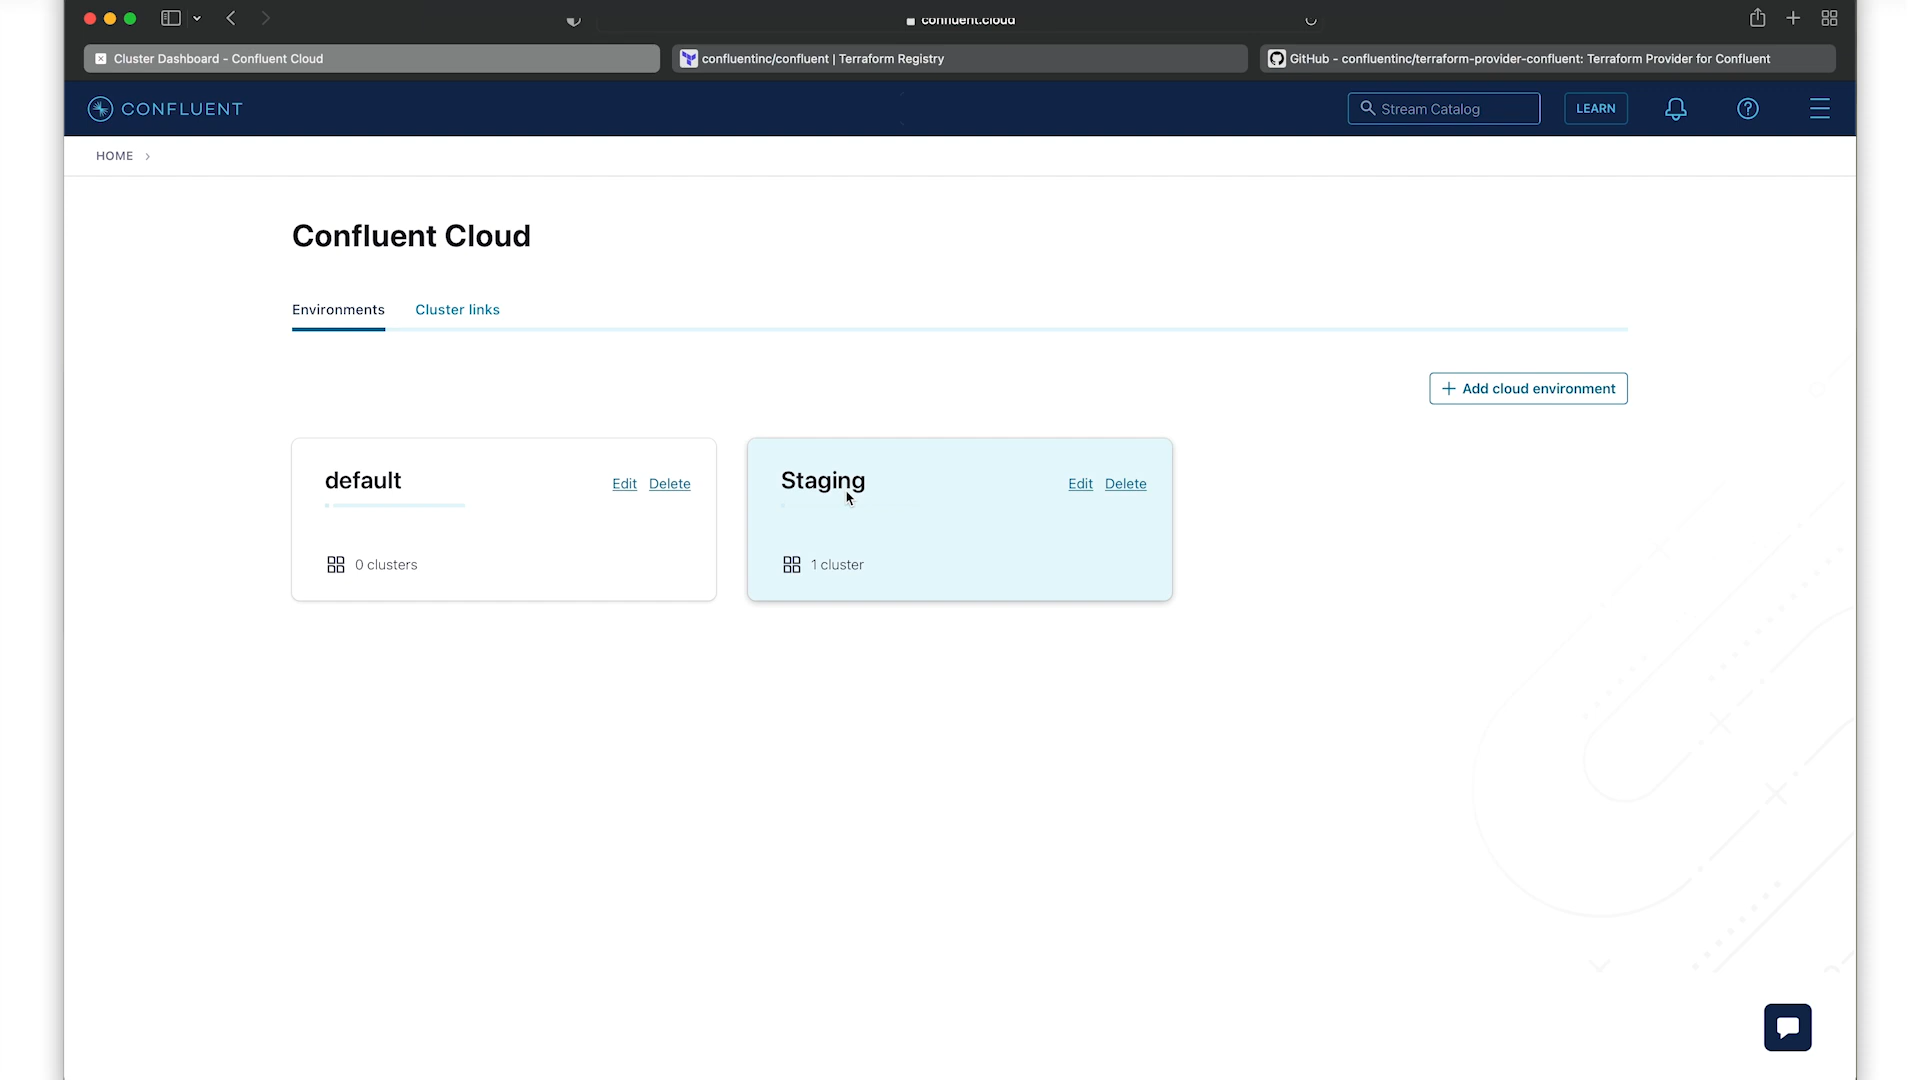 confluent.cloud
Cluster Dashboard - Confluent Cloud
confluentinc/confluent | Terraform Registry
GitHub - confluentinc/terraform-provider-confluent: Terraform Provider for Confluent
CONFLUENT
Stream Catalog
LEARN
HOME
Confluent Cloud
Environments
Cluster links
Add cloud environment
default
Edit
Delete
0 clusters
Staging
Edit
Delete
1 cluster